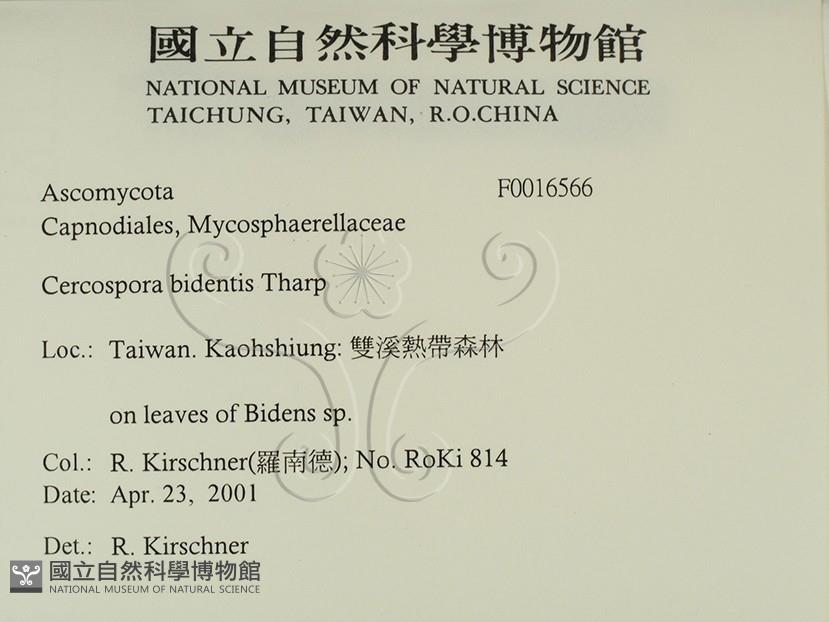 國立自然科學博物館
NATIONAL MUSEUM OF NATURAL SCIENCE
TAICHUNG, TAIWAN, R.O.CHINA
Ascomycota F0016566
Capnodiales, Mycosphaerellaceae
Cercospora bidentis Tharp
Loc.: Taiwan. Kaohshiung: 雙溪熱帶森林
on leaves of Bidens sp.
Col.: R. Kirschner(羅南德); No. RoKi 814
Date: Apr. 23, 2001
Det.: R. Kirschner
國立自然科學博物館
NATIONAL MUSEUM OF NATURAL SCIENCE